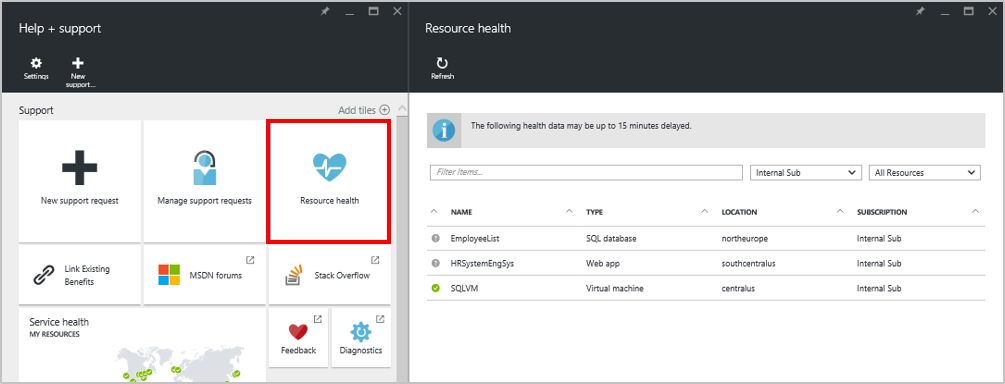 Help + support
Settings
New
support...
Support
Add tiles
New support request
Manage support requests
Resource health
Link Existing
Benefits
MSDN forums
Stack Overflow
Service health
MY RESOURCES
Feedback
Diagnostics
Resource health
Refresh
The following health data may be up to 15 minutes delayed.
Filter items...
Internal Sub
All Resources
NAME TYPE LOCATION SUBSCRIPTION
EmployeeList SQL database northeurope Internal Sub
HRSystemEngSys Web app southcentralus Internal Sub
SQLVM Virtual machine centralus Internal Sub